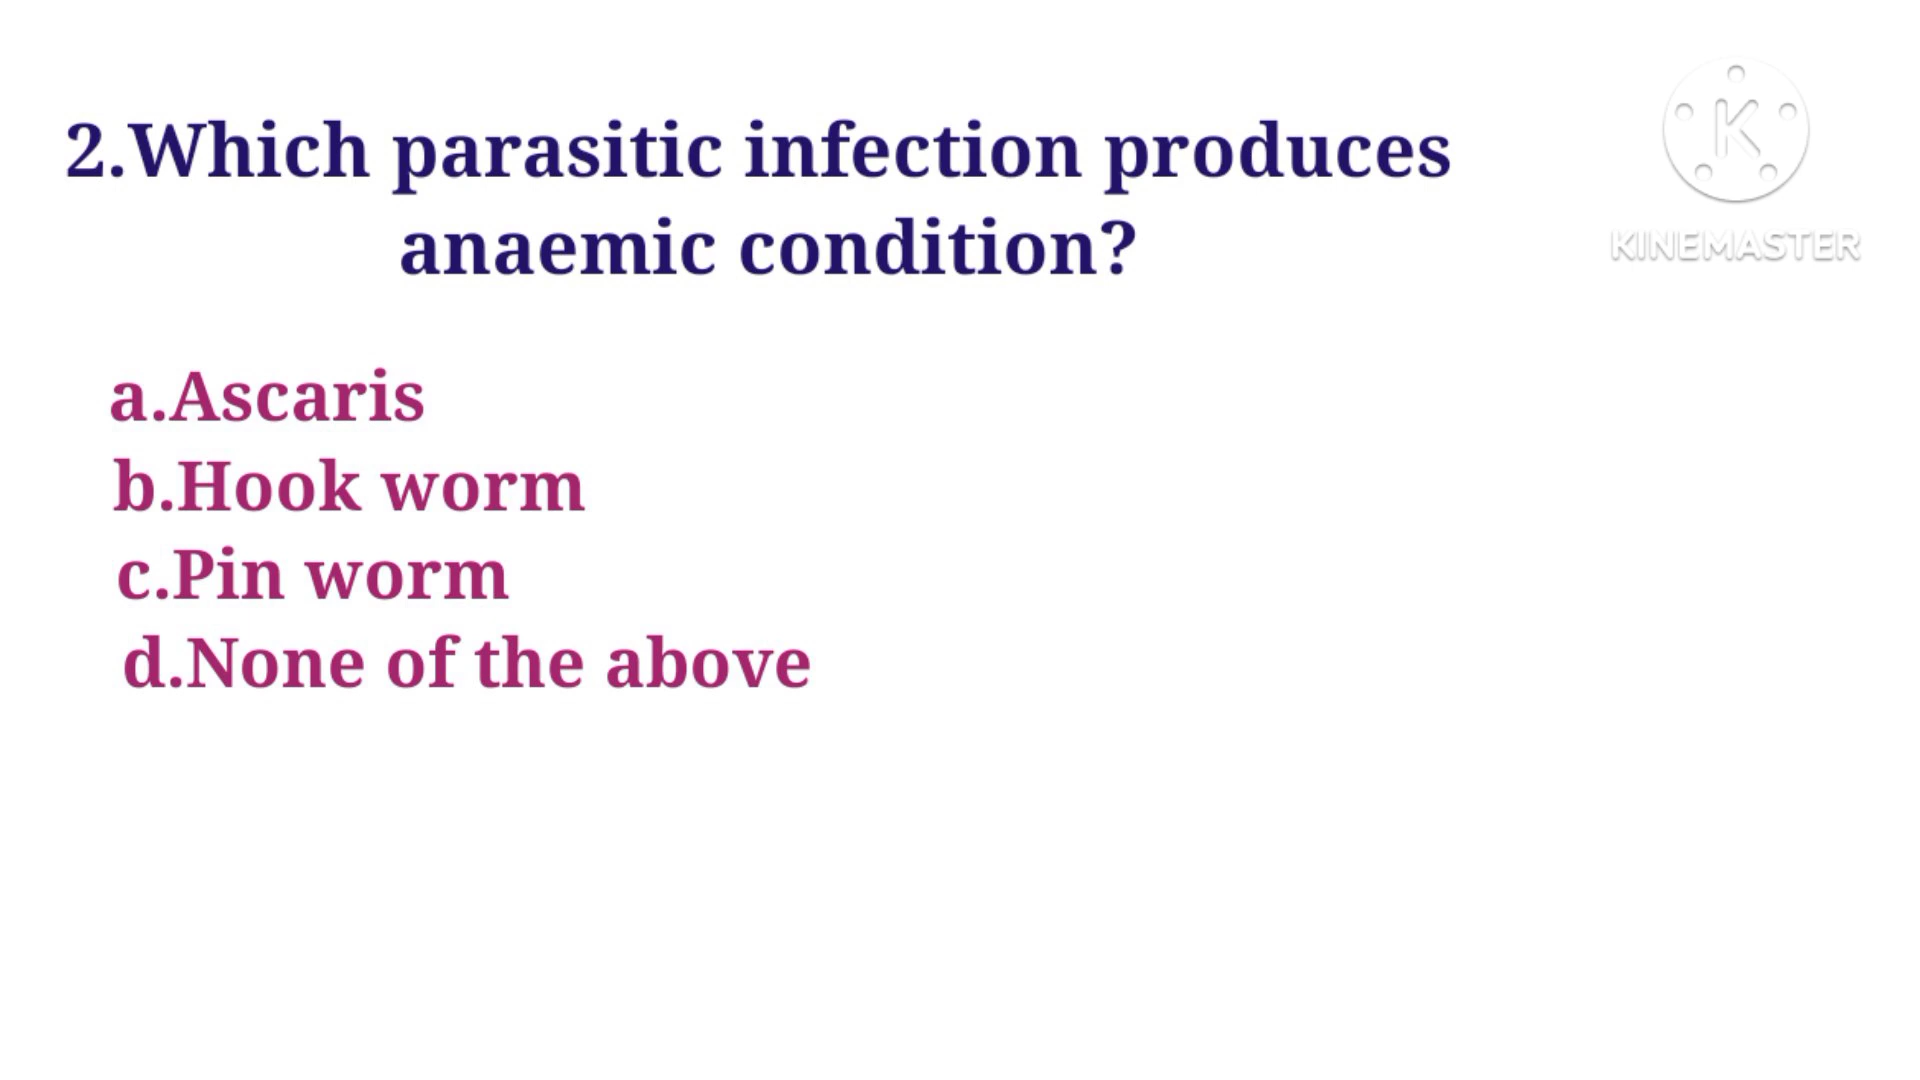 2.Which parasitic infection produces
anaemic condition?
K
KINEMASTER
a.Ascaris
b.Hook worm
c.Pin worm
d.None of the above